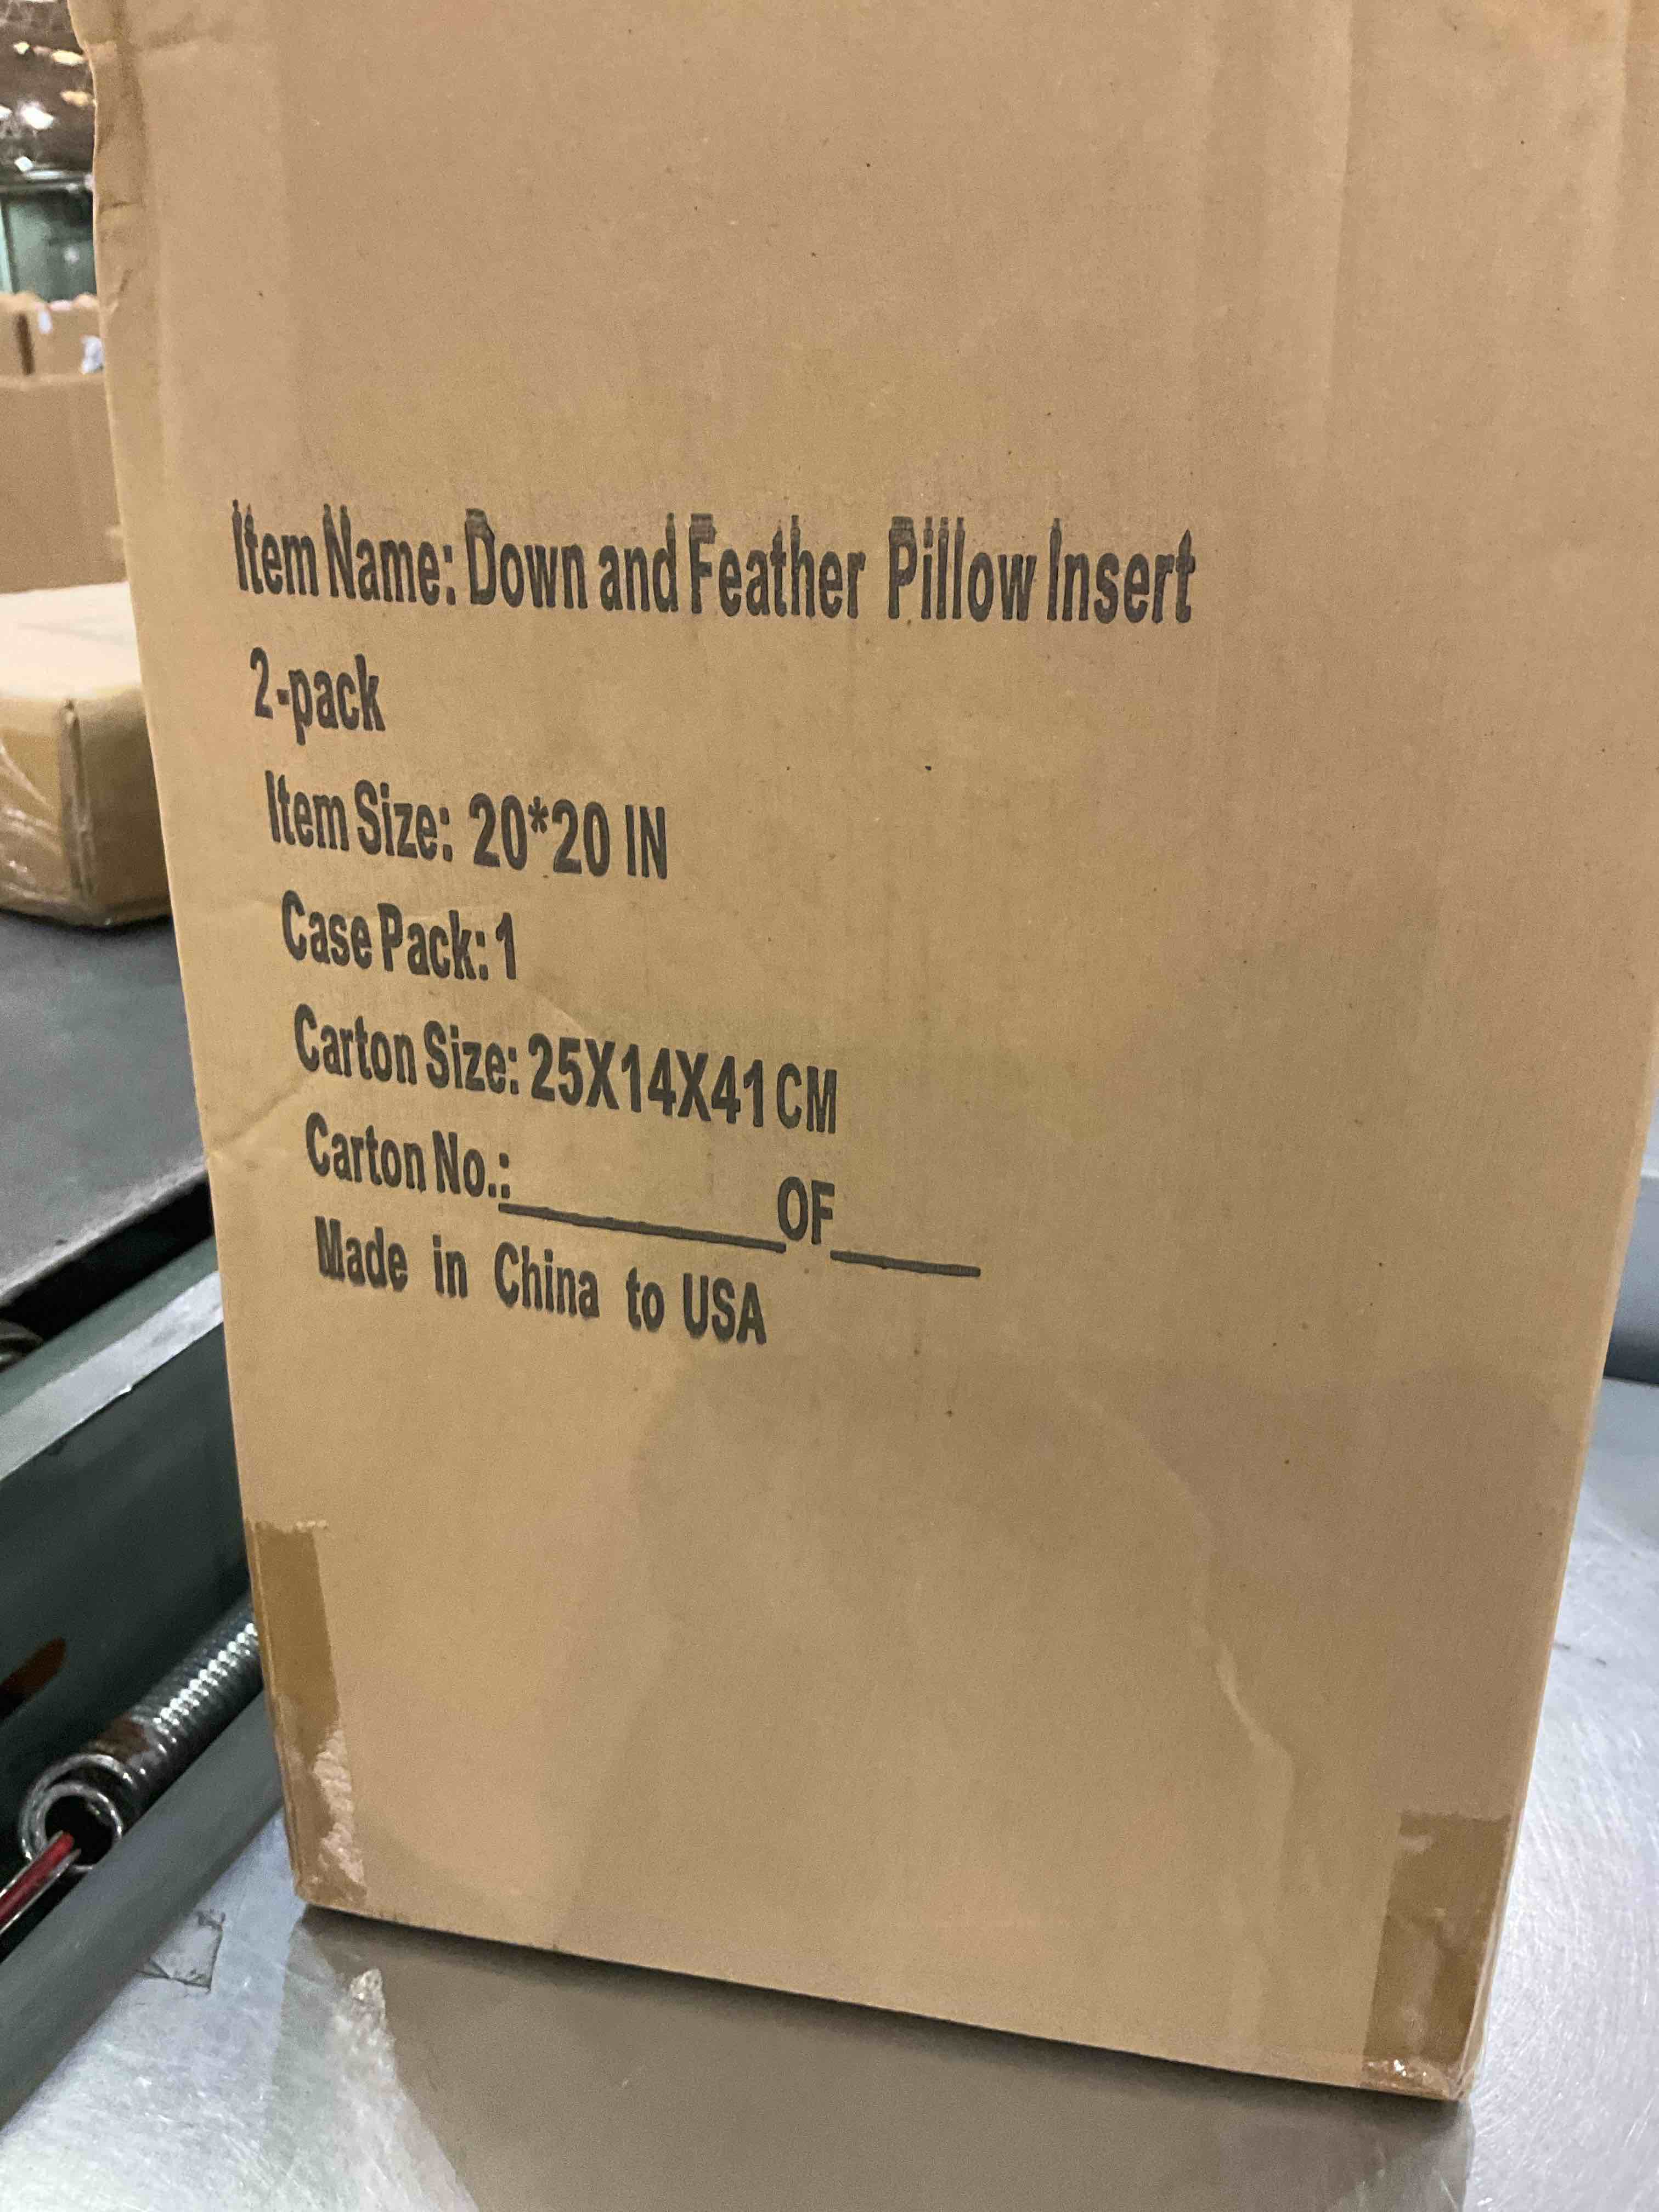 Item Name: Down and Feather Pillow Insert
2-pack
Item Size: 20*20 IN
Case Pack: 1
Carton Size: 25X14X41CM
Carton No.:__________OF_____
Made in China to USA